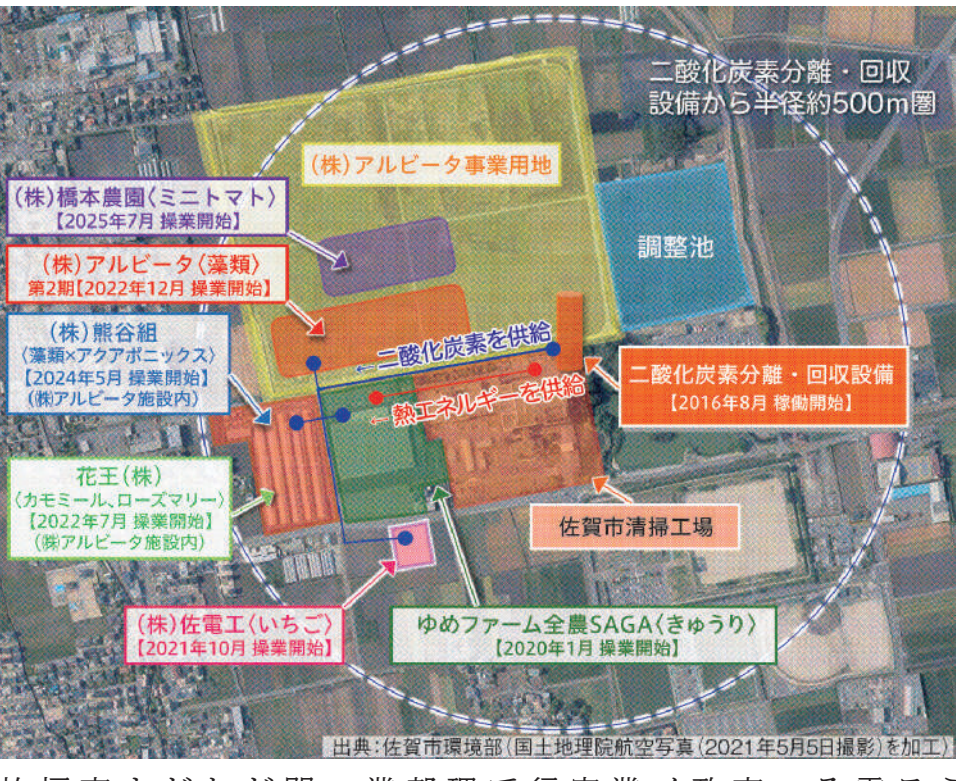 二酸化炭素分離・回収
設備から半径約500m圏
(株)アルビータ事業用地
(株)橋本農園〈ミニトマト〉
【2025年7月 操業開始】
調整池
(株)アルビータ〈藻類〉
第2期【2022年12月 操業開始】
(株)熊谷組
〈藻類×アクアポニックス〉
【2024年5月 操業開始】
(㈱アルビータ施設内)
←二酸化炭素を供給
←熱エネルギーを供給
二酸化炭素分離・回収設備
【2016年8月 稼働開始】
花王(株)
〈カモミール、ローズマリー〉
【2022年7月 操業開始】
(㈱アルビータ施設内)
佐賀市清掃工場
(株)佐電工〈いちご〉
【2021年10月 操業開始】
ゆめファーム全農SAGA〈きゅうり〉
【2020年1月 操業開始】
出典:佐賀市環境部(国土地理院航空写真(2021年5月5日撮影)を加工)